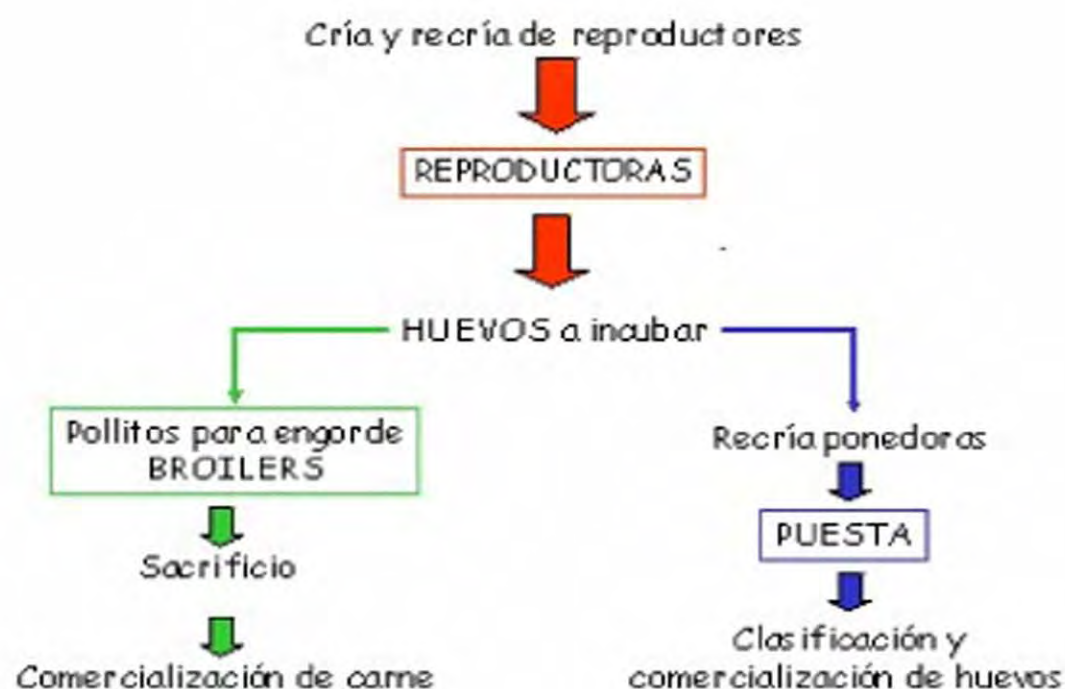 Cría y recría de reproductores
REPRODUCTORAS
HUEVOS a incubar
Pollitos para engorde
BROILERS
Sacrificio
Comercialización de carne
Recría ponedoras
PUESTA
Clasificación y
comercialización de huevos